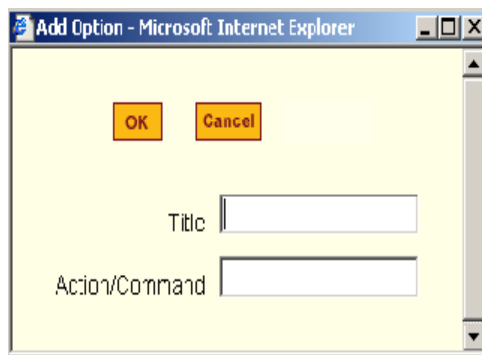 Add Option - Microsoft Internet Explorer
OK Cancel
Title
Action/Command